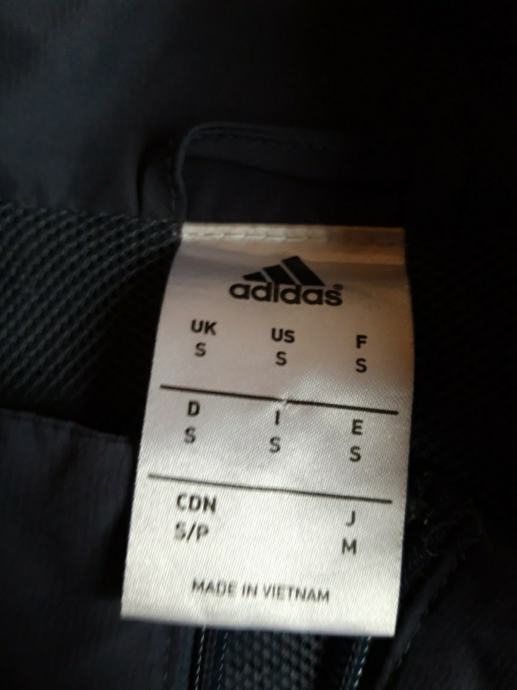 adidas®
UK US F
S S S
D I E
S S S
CDN J
S/P M
MADE IN VIETNAM